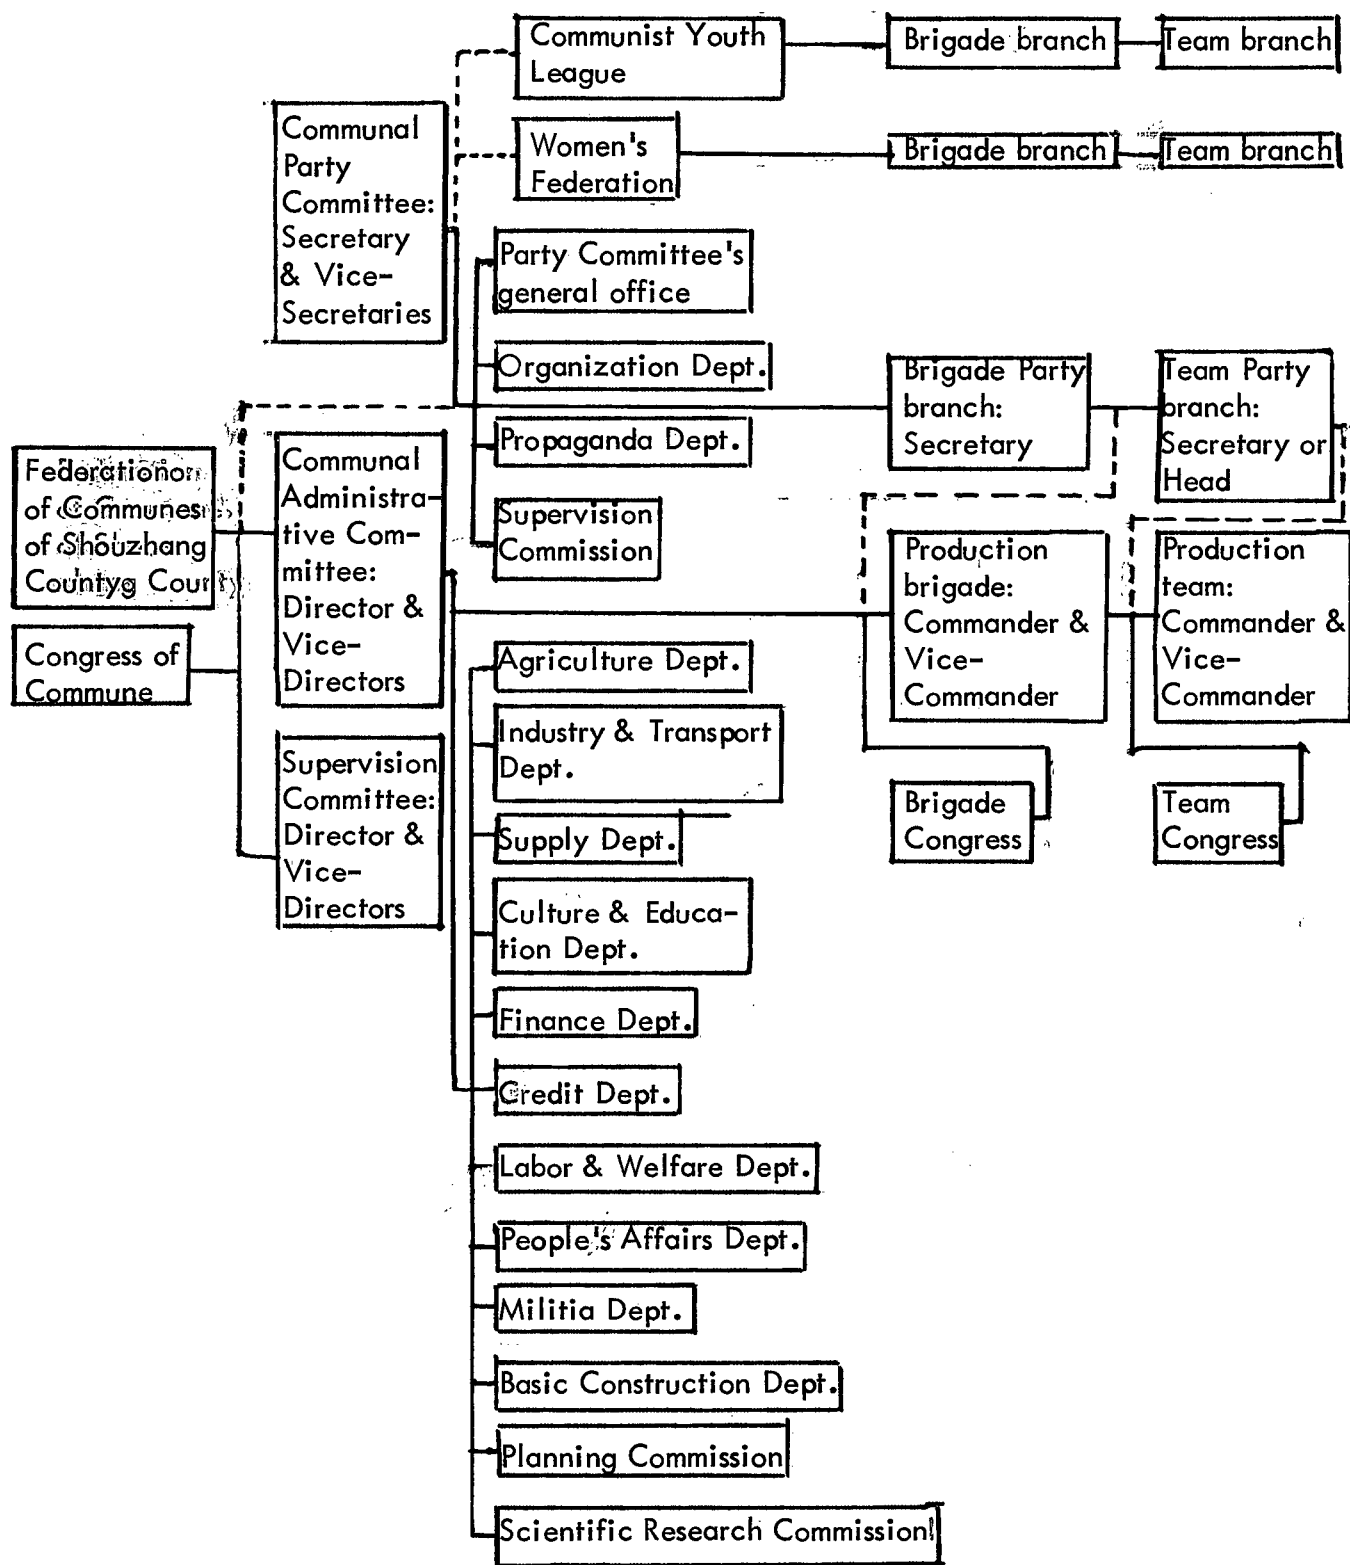 Communist Youth
League
Brigade branch
Team branch
Women's
Federation
Brigade branch
Team branch
Communal
Party
Committee:
Secretary
& Vice-
Secretaries
Party Committee's
general office
Organization Dept.
Propaganda Dept.
Supervision
Commission
Brigade Party
branch:
Secretary
Team Party
branch:
Secretary or
Head
Federation
of Communes
of Shouzhang
County
Congress of
Commune
Communal
Administra-
tive Com-
mittee:
Director &
Vice-
Directors
Supervision
Committee:
Director &
Vice-
Directors
Production
brigade:
Commander &
Vice-
Commander
Production
team:
Commander &
Vice-
Commander
Brigade
Congress
Team
Congress
Agriculture Dept.
Industry & Transport
Dept.
Supply Dept.
Culture & Educa-
tion Dept.
Finance Dept.
Credit Dept.
Labor & Welfare Dept.
People's Affairs Dept.
Militia Dept.
Basic Construction Dept.
Planning Commission
Scientific Research Commission